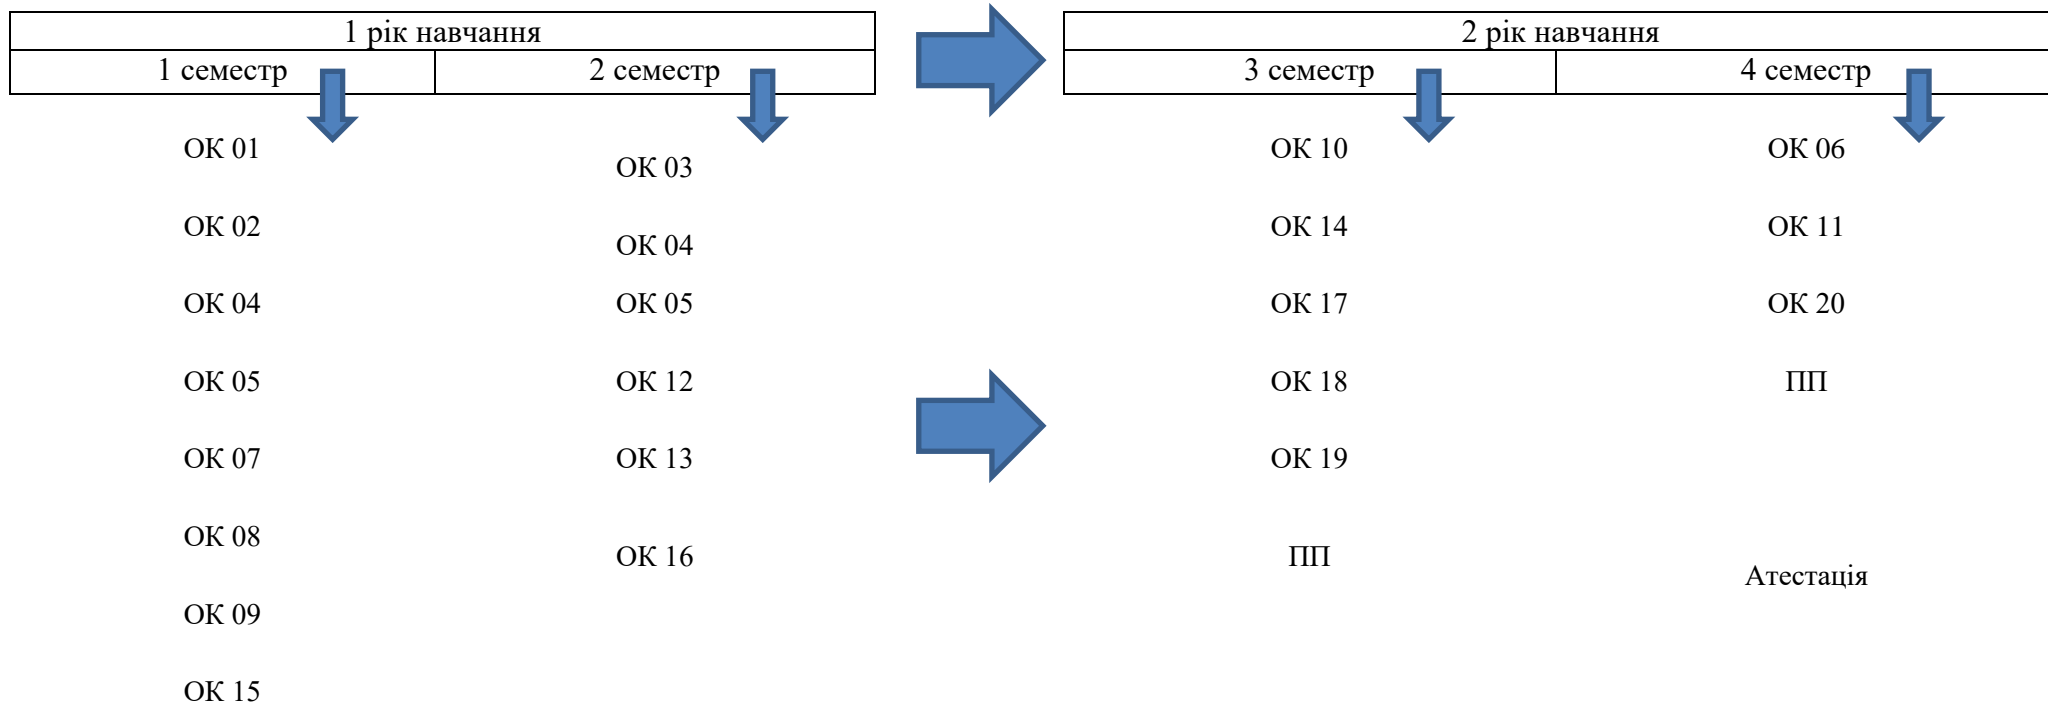 1 рік навчання
2 рік навчання
1 семестр
2 семестр
3 семестр
4 семестр
ОК 01
ОК 02
ОК 04
ОК 05
ОК 07
ОК 08
ОК 09
ОК 15
ОК 03
ОК 04
ОК 05
ОК 12
ОК 13
ОК 16
ОК 10
ОК 14
ОК 17
ОК 18
ОК 19
ПП
ОК 06
ОК 11
ОК 20
ПП
Атестація